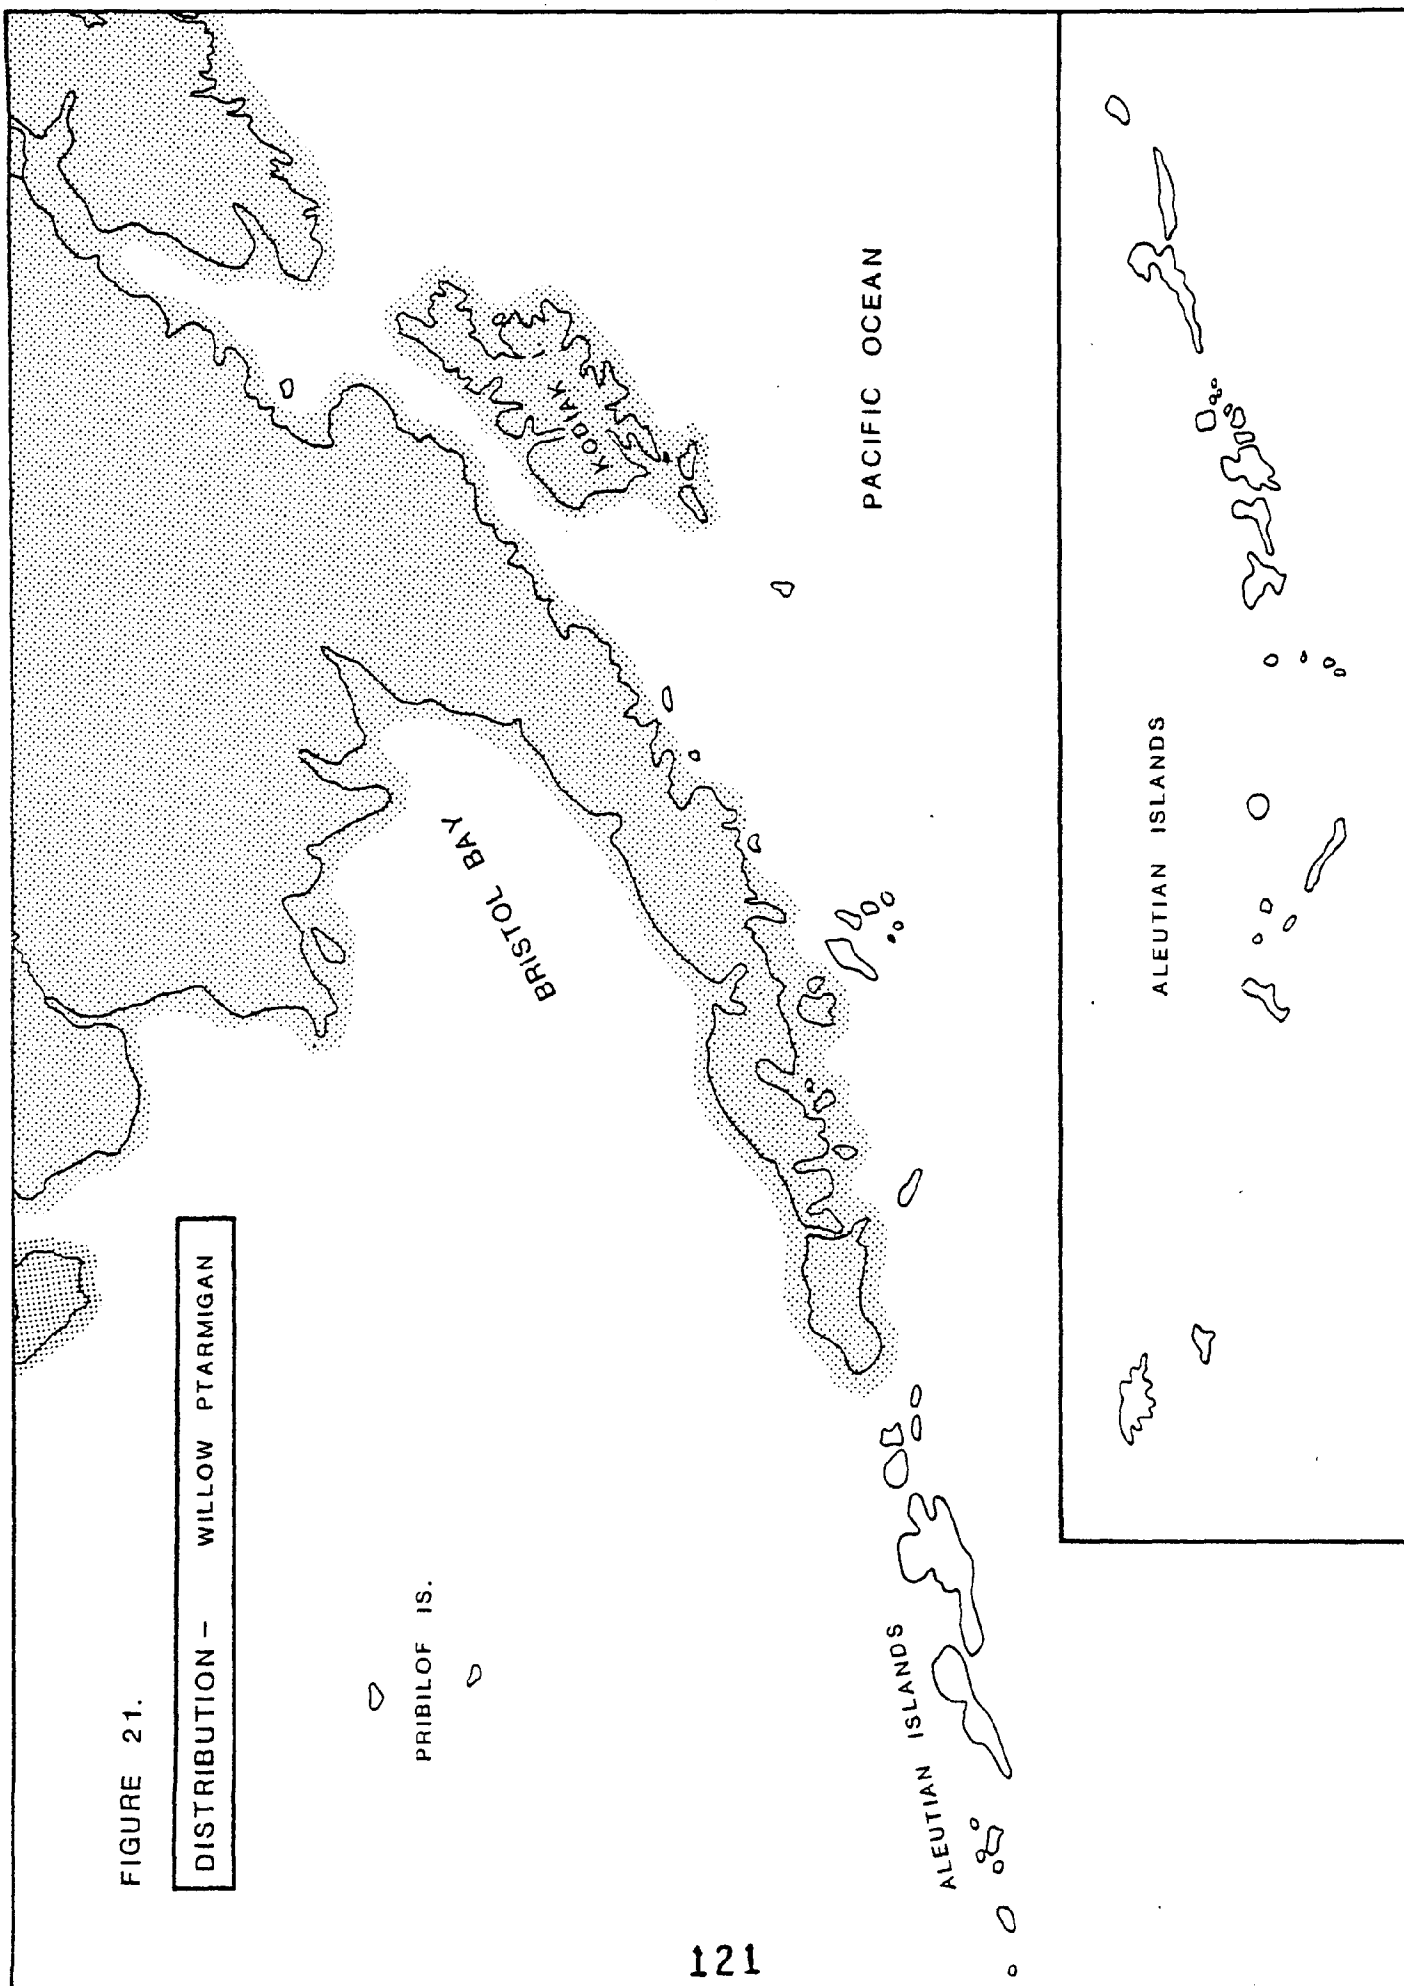 FIGURE 21.
DISTRIBUTION – WILLOW PTARMIGAN
PRIBILOF IS.
BRISTOL BAY
KODIAK
PACIFIC OCEAN
ALEUTIAN ISLANDS
ALEUTIAN ISLANDS
121